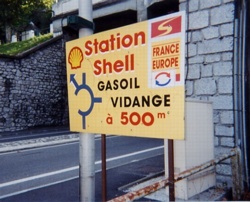 Station
Shell
FRANCE
EUROPE
GASOIL
VIDANGE
à 500m